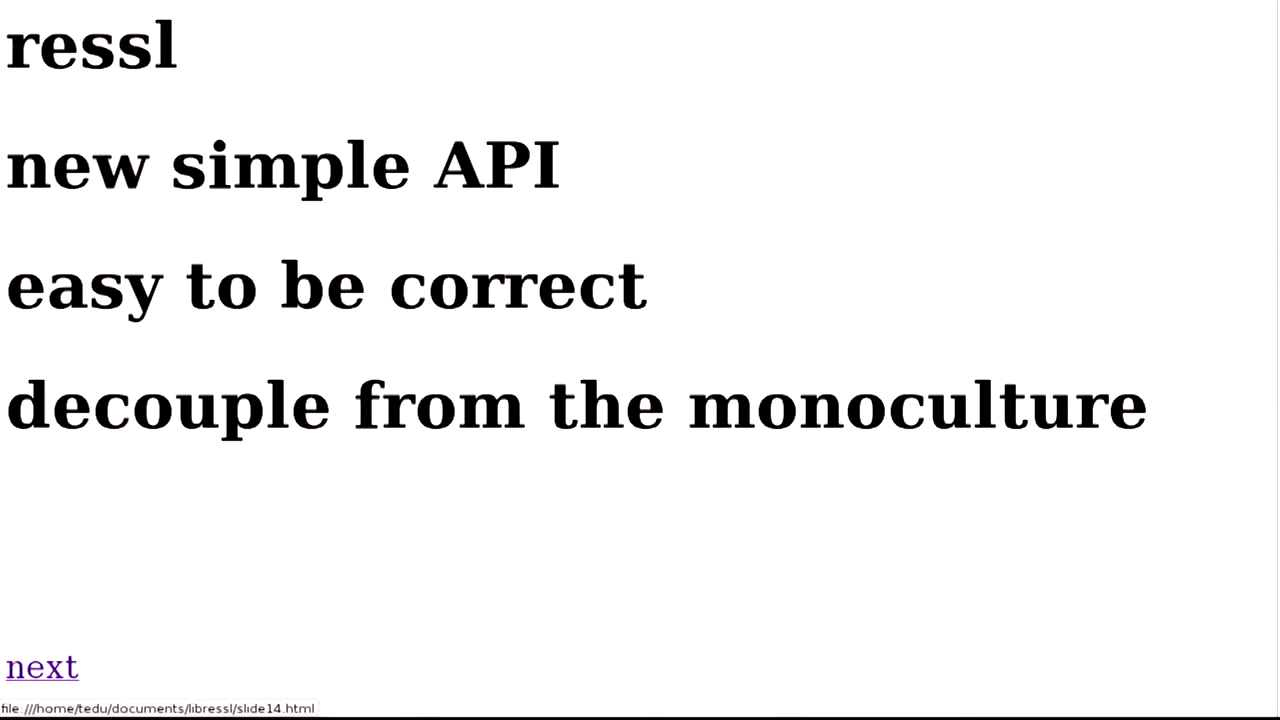 ressl
new simple API
easy to be correct
decouple from the monoculture
next
file:///home/tedu/documents/libressl/slide14.html